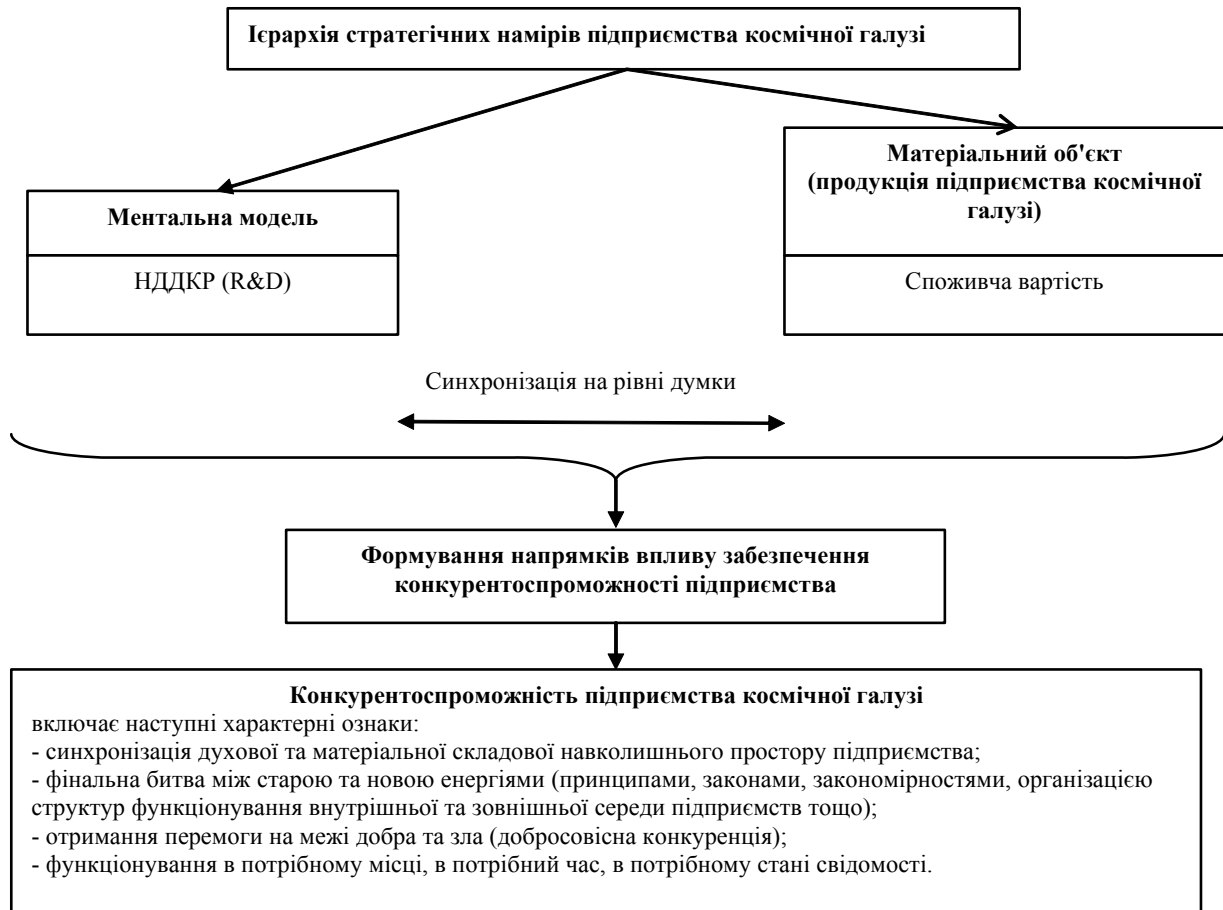 Ієрархія стратегічних намірів підприємства космічної галузі
Ментальна модель
НДДКР (R&D)
Матеріальний об'єкт
(продукція підприємства космічної
галузі)
Споживча вартість
Синхронізація на рівні думки
Формування напрямків впливу забезпечення
конкурентоспроможності підприємства
Конкурентоспроможність підприємства космічної галузі
включає наступні характерні ознаки:
- синхронізація духової та матеріальної складової навколишнього простору підприємства;
- фінальна битва між старою та новою енергіями (принципами, законами, закономірностями, організацією
структур функціонування внутрішньої та зовнішньої середи підприємств тощо);
- отримання перемоги на межі добра та зла (добросовісна конкуренція);
- функціонування в потрібному місці, в потрібний час, в потрібному стані свідомості.